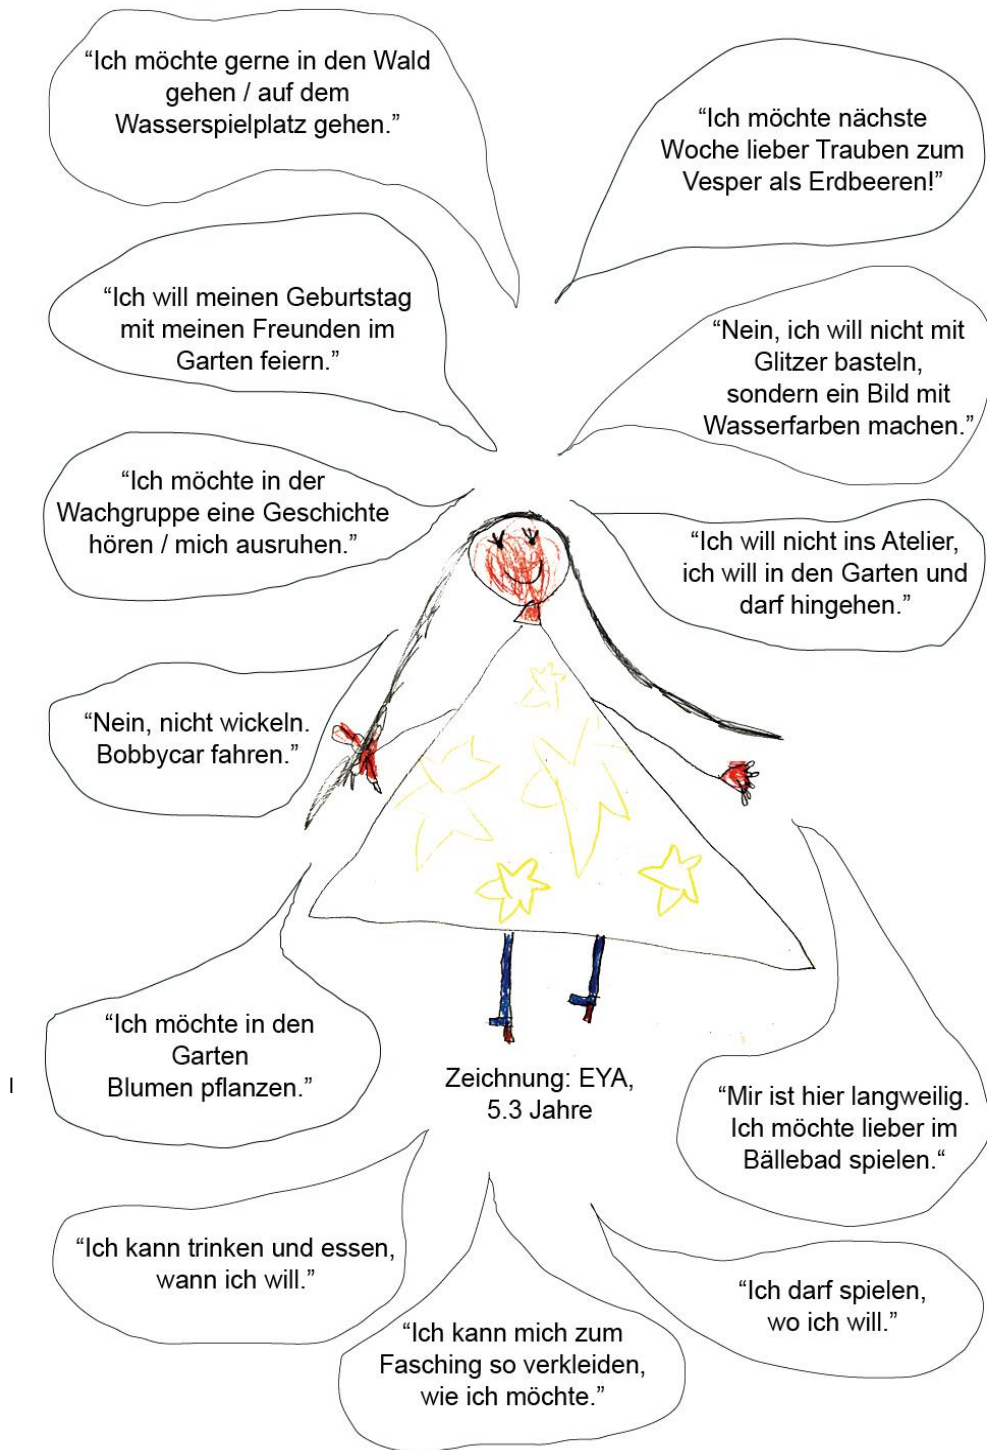 “Ich möchte gerne in den Wald
gehen / auf dem
Wasserspielplatz gehen.”
“Ich möchte nächste
Woche lieber Trauben zum
Vesper als Erdbeeren!”
“Ich will meinen Geburtstag
mit meinen Freunden im
Garten feiern.”
“Nein, ich will nicht mit
Glitzer basteln,
sondern ein Bild mit
Wasserfarben machen.”
“Ich möchte in der
Wachgruppe eine Geschichte
hören / mich ausruhen.”
“Ich will nicht ins Atelier,
ich will in den Garten und
darf hingehen.”
“Nein, nicht wickeln.
Bobbycar fahren.”
“Ich möchte in den
Garten
Blumen pflanzen.”
I
Zeichnung: EYA,
5.3 Jahre
“Mir ist hier langweilig.
Ich möchte lieber im
Bällebad spielen.“
“Ich kann trinken und essen,
wann ich will.”
“Ich darf spielen,
wo ich will.”
“Ich kann mich zum
Fasching so verkleiden,
wie ich möchte.”